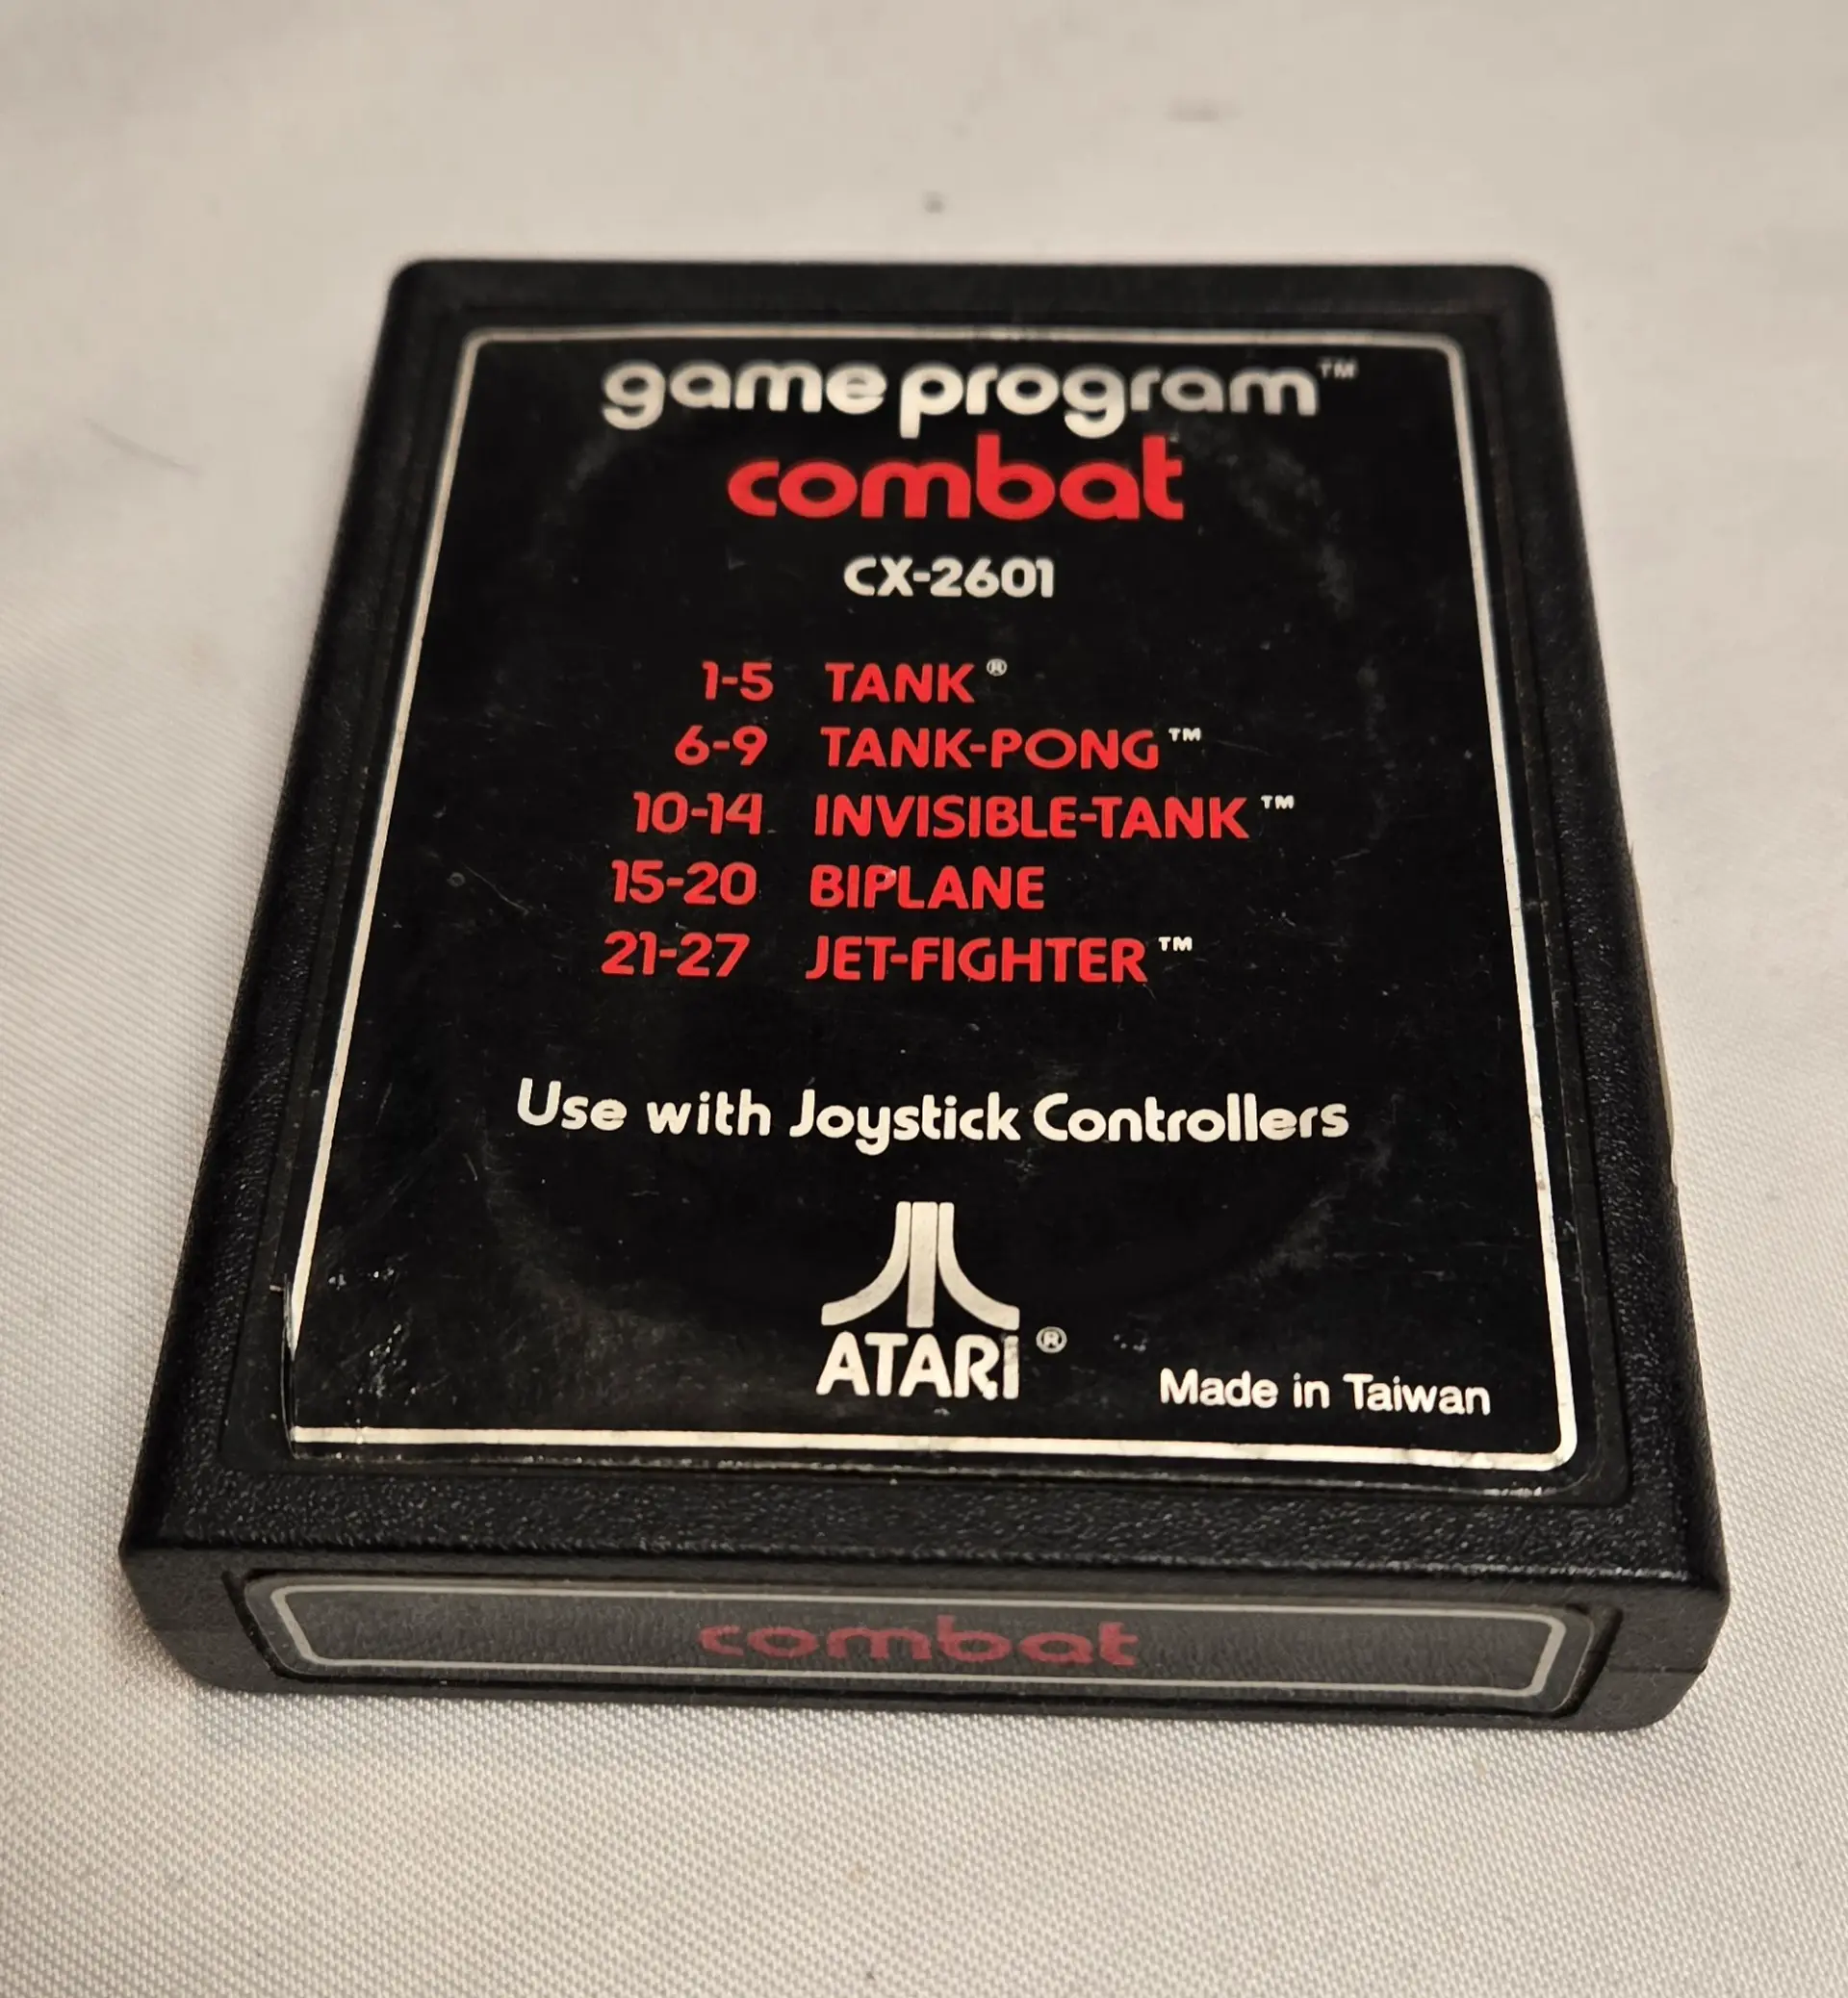 game program™
combat
CX-2601
1-5 TANK®
6-9 TANK-PONG™
10-14 INVISIBLE-TANK™
15-20 BIPLANE
21-27 JET-FIGHTER™
Use with Joystick Controllers
ATARI®
Made in Taiwan
combat